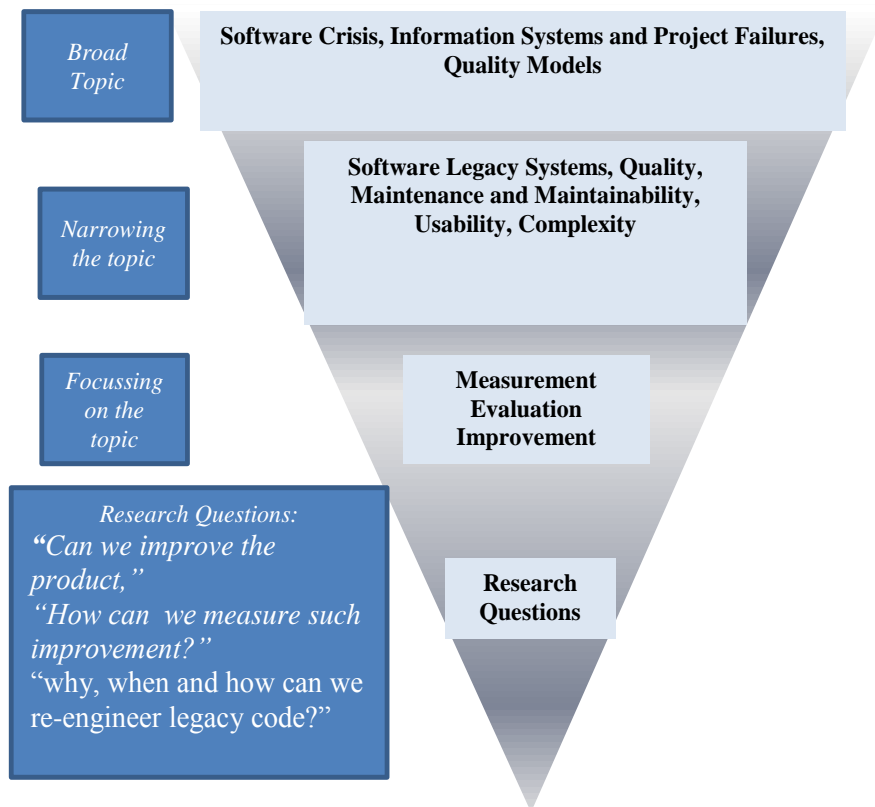 Broad
Topic
Software Crisis, Information Systems and Project Failures,
Quality Models
Narrowing
the topic
Software Legacy Systems, Quality,
Maintenance and Maintainability,
Usability, Complexity
Focussing
on the
topic
Measurement
Evaluation
Improvement
Research Questions:
“Can we improve the
product,”
“How can  we measure such
improvement?”
“why, when and how can we
re-engineer legacy code?”
Research
Questions